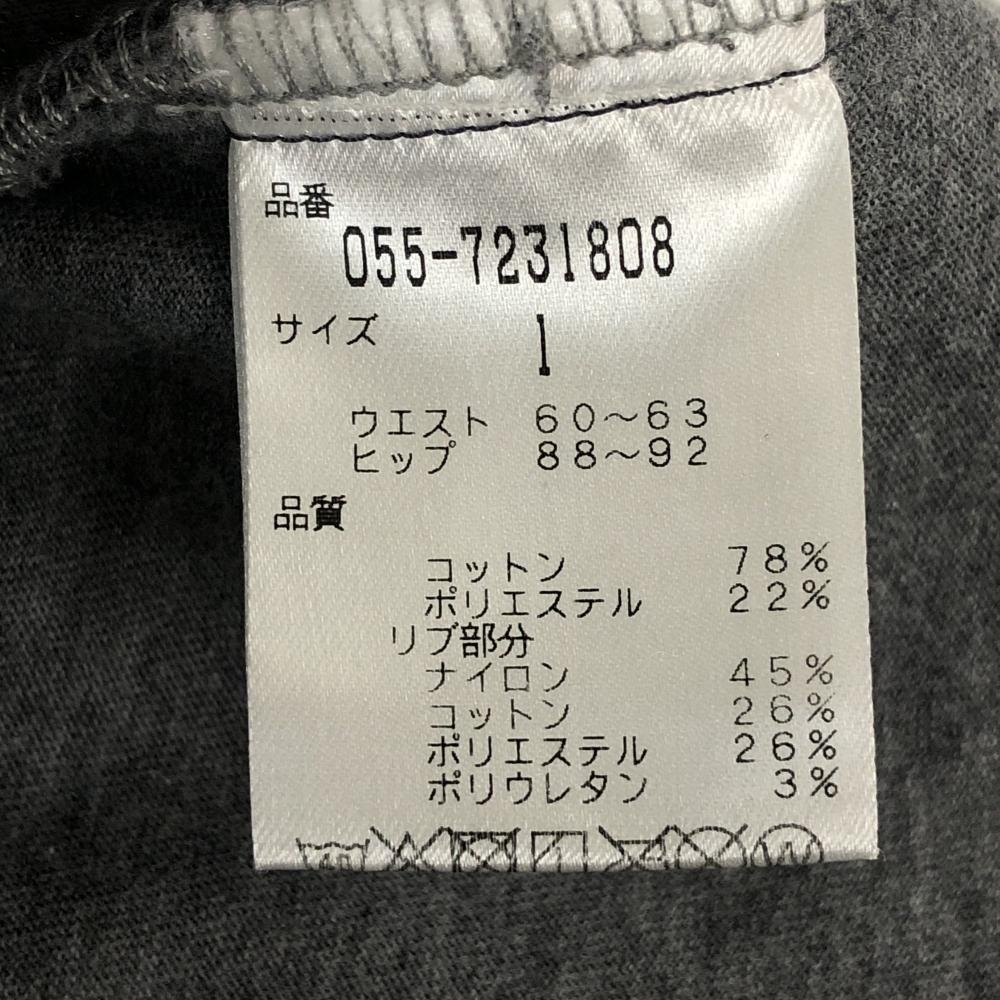 品番
055-7231808
サイズ 1
ウエスト 60～63
ヒップ 88～92
品質
コットン 78%
ポリエステル 22%
リブ部分
ナイロン 45%
コットン 26%
ポリエステル 26%
ポリウレタン 3%